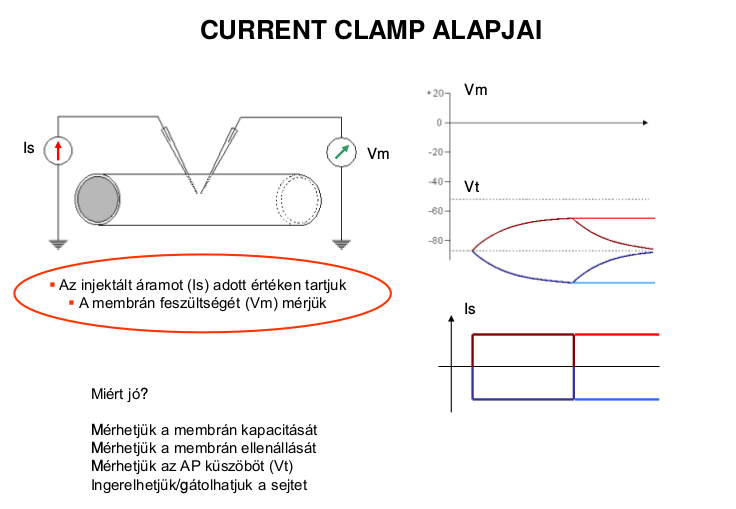 CURRENT CLAMP ALAPJAI
Is
Vm
▪ Az injektált áramot (Is) adott értéken tartjuk
▪ A membrán feszültségét (Vm) mérjük
Miért jó?
Mérhetjük a membrán kapacitását
Mérhetjük a membrán ellenállását
Mérhetjük az AP küszöböt (Vt)
Ingerelhetjük/gátolhatjuk a sejtet
+20
Vm
0
-20
-40
Vt
-60
-80
Is